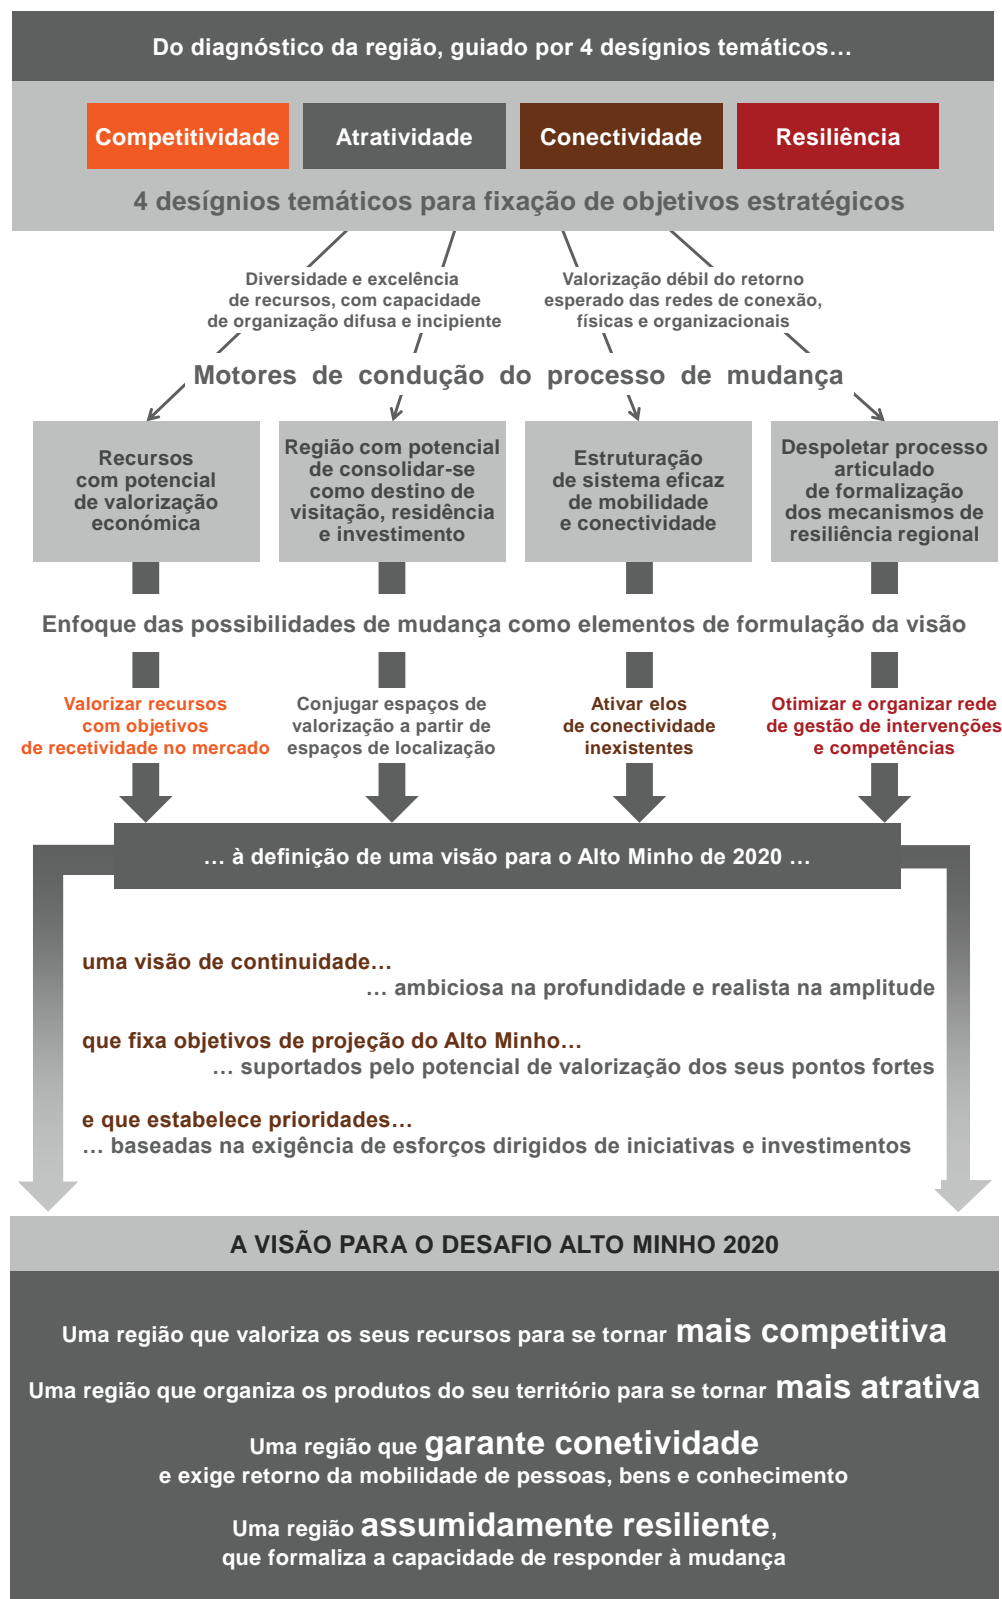 Do diagnóstico da região, guiado por 4 desígnios temáticos…
Competitividade
Atratividade
Conectividade
Resiliência
4 desígnios temáticos para fixação de objetivos estratégicos
Diversidade e excelência
de recursos, com capacidade
de organização difusa e incipiente
Valorização débil do retorno
esperado das redes de conexão,
físicas e organizacionais
Motores de condução do processo de mudança
Recursos
com potencial
de valorização
económica
Região com potencial
de consolidar-se
como destino de
visitação, residência
e investimento
Estruturação
de sistema eficaz
de mobilidade
e conectividade
Despoletar processo
articulado
de formalização
dos mecanismos de
resiliência regional
Enfoque das possibilidades de mudança como elementos de formulação da visão
Valorizar recursos
com objetivos
de recetividade no mercado
Conjugar espaços de
valorização a partir de
espaços de localização
Ativar elos
de conectividade
inexistentes
Otimizar e organizar rede
de gestão de intervenções
e competências
… à definição de uma visão para o Alto Minho de 2020 …
uma visão de continuidade…
… ambiciosa na profundidade e realista na amplitude
que fixa objetivos de projeção do Alto Minho…
… suportados pelo potencial de valorização dos seus pontos fortes
e que estabelece prioridades…
… baseadas na exigência de esforços dirigidos de iniciativas e investimentos
A VISÃO PARA O DESAFIO ALTO MINHO 2020
Uma região que valoriza os seus recursos para se tornar mais competitiva
Uma região que organiza os produtos do seu território para se tornar mais atrativa
Uma região que garante conetividade
e exige retorno da mobilidade de pessoas, bens e conhecimento
Uma região assumidamente resiliente,
que formaliza a capacidade de responder à mudança